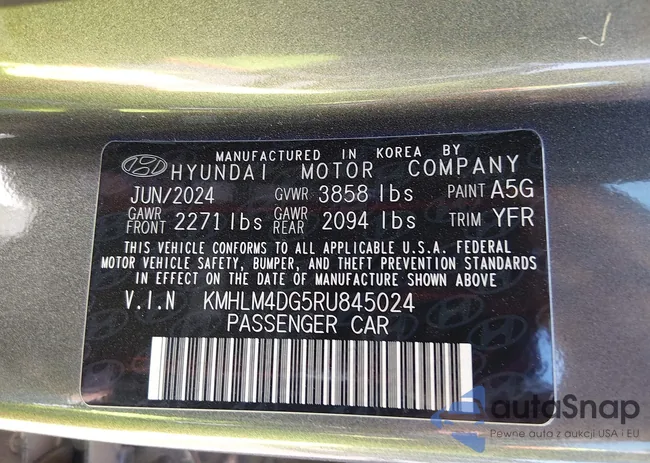 MANUFACTURED IN KOREA BY
HYUNDAI MOTOR COMPANY
JUN/2024 GVWR 3858 lbs PAINT A5G
GAWR FRONT 2271 lbs GAWR REAR 2094 lbs TRIM YFR
THIS VEHICLE CONFORMS TO ALL APPLICABLE U.S.A. FEDERAL
MOTOR VEHICLE SAFETY, BUMPER, AND THEFT PREVENTION STANDARDS
IN EFFECT ON THE DATE OF MANUFACTURE SHOWN ABOVE
V.I.N KMHLM4DG5RU845024
PASSENGER CAR
autoSnap
Pewne auta z aukcji USA i EU